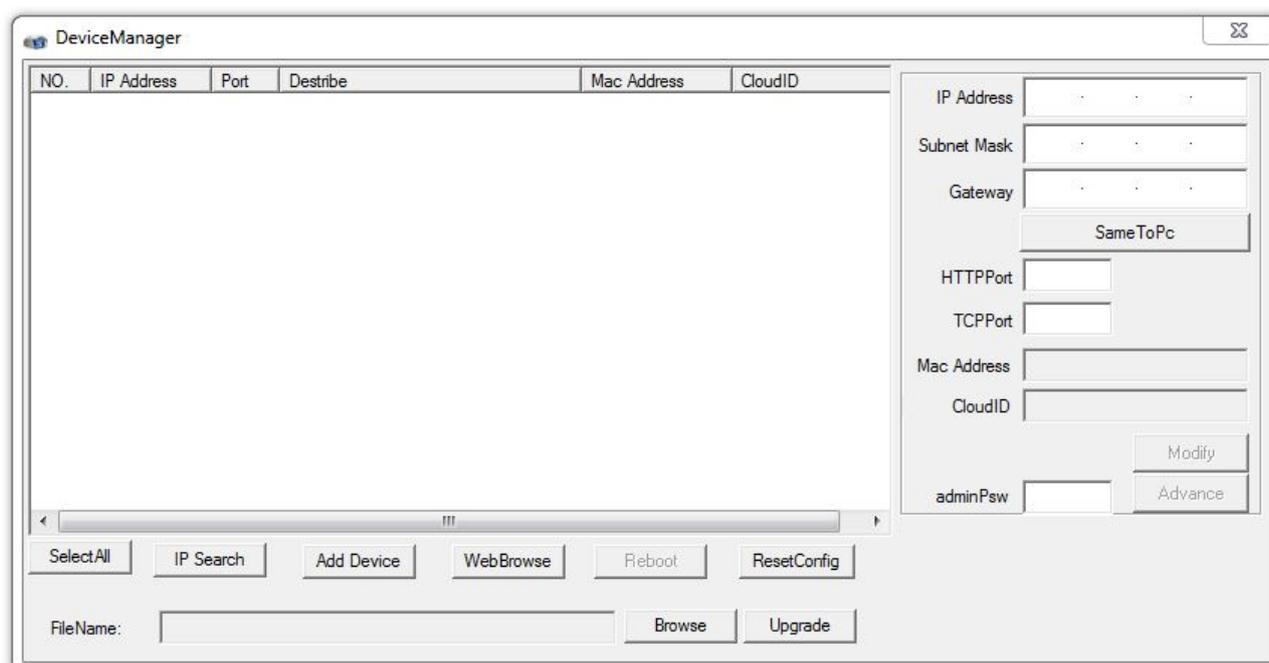 DeviceManager
NO. IP Address Port Destribe Mac Address CloudID
IP Address
Subnet Mask
Gateway
SameToPc
HTTPPort
TCPPort
Mac Address
CloudID
Modify
adminPsw Advance
SelectAll IP Search Add Device WebBrowse Reboot ResetConfig
FileName: Browse Upgrade